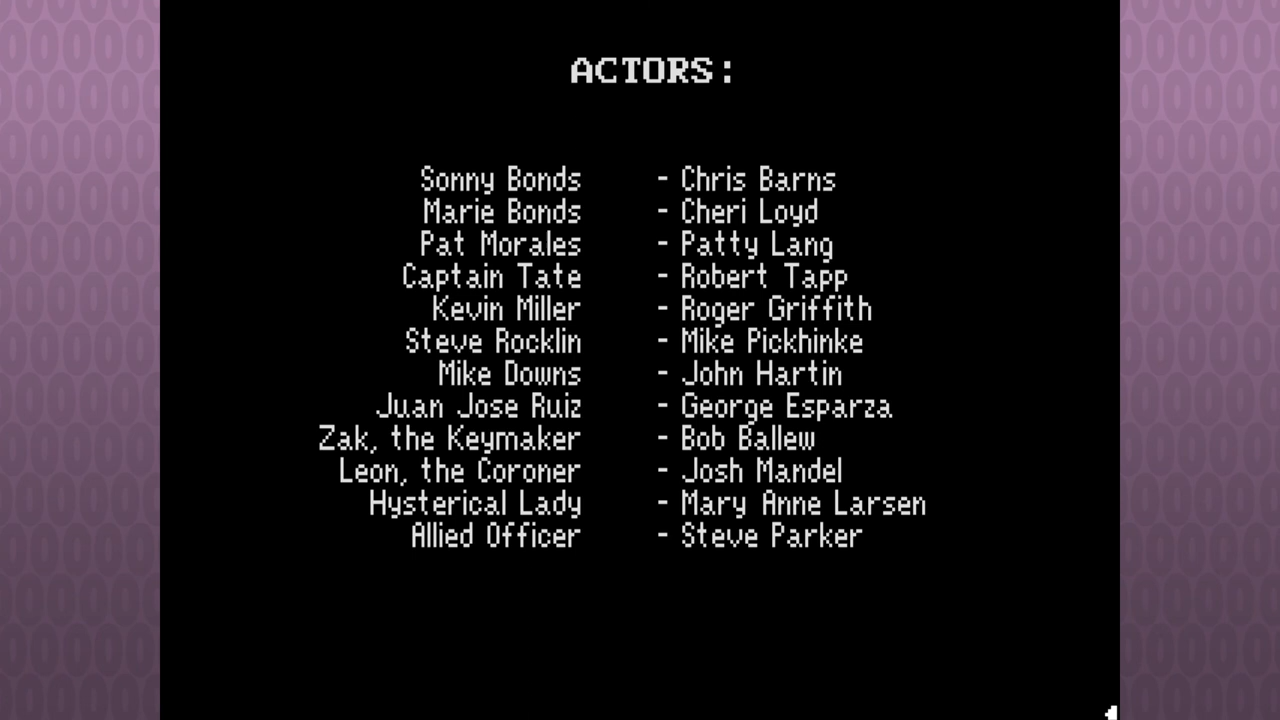 ACTORS:
Sonny Bonds - Chris Barns
Marie Bonds - Cheri Loyd
Pat Morales - Patty Lang
Captain Tate - Robert Tapp
Kevin Miller - Roger Griffith
Steve Rocklin - Mike Pickhinke
Mike Downs - John Hartin
Juan Jose Ruiz - George Esparza
Zak, the Keymaker - Bob Ballew
Leon, the Coroner - Josh Mandel
Hysterical Lady - Mary Anne Larsen
Allied Officer - Steve Parker